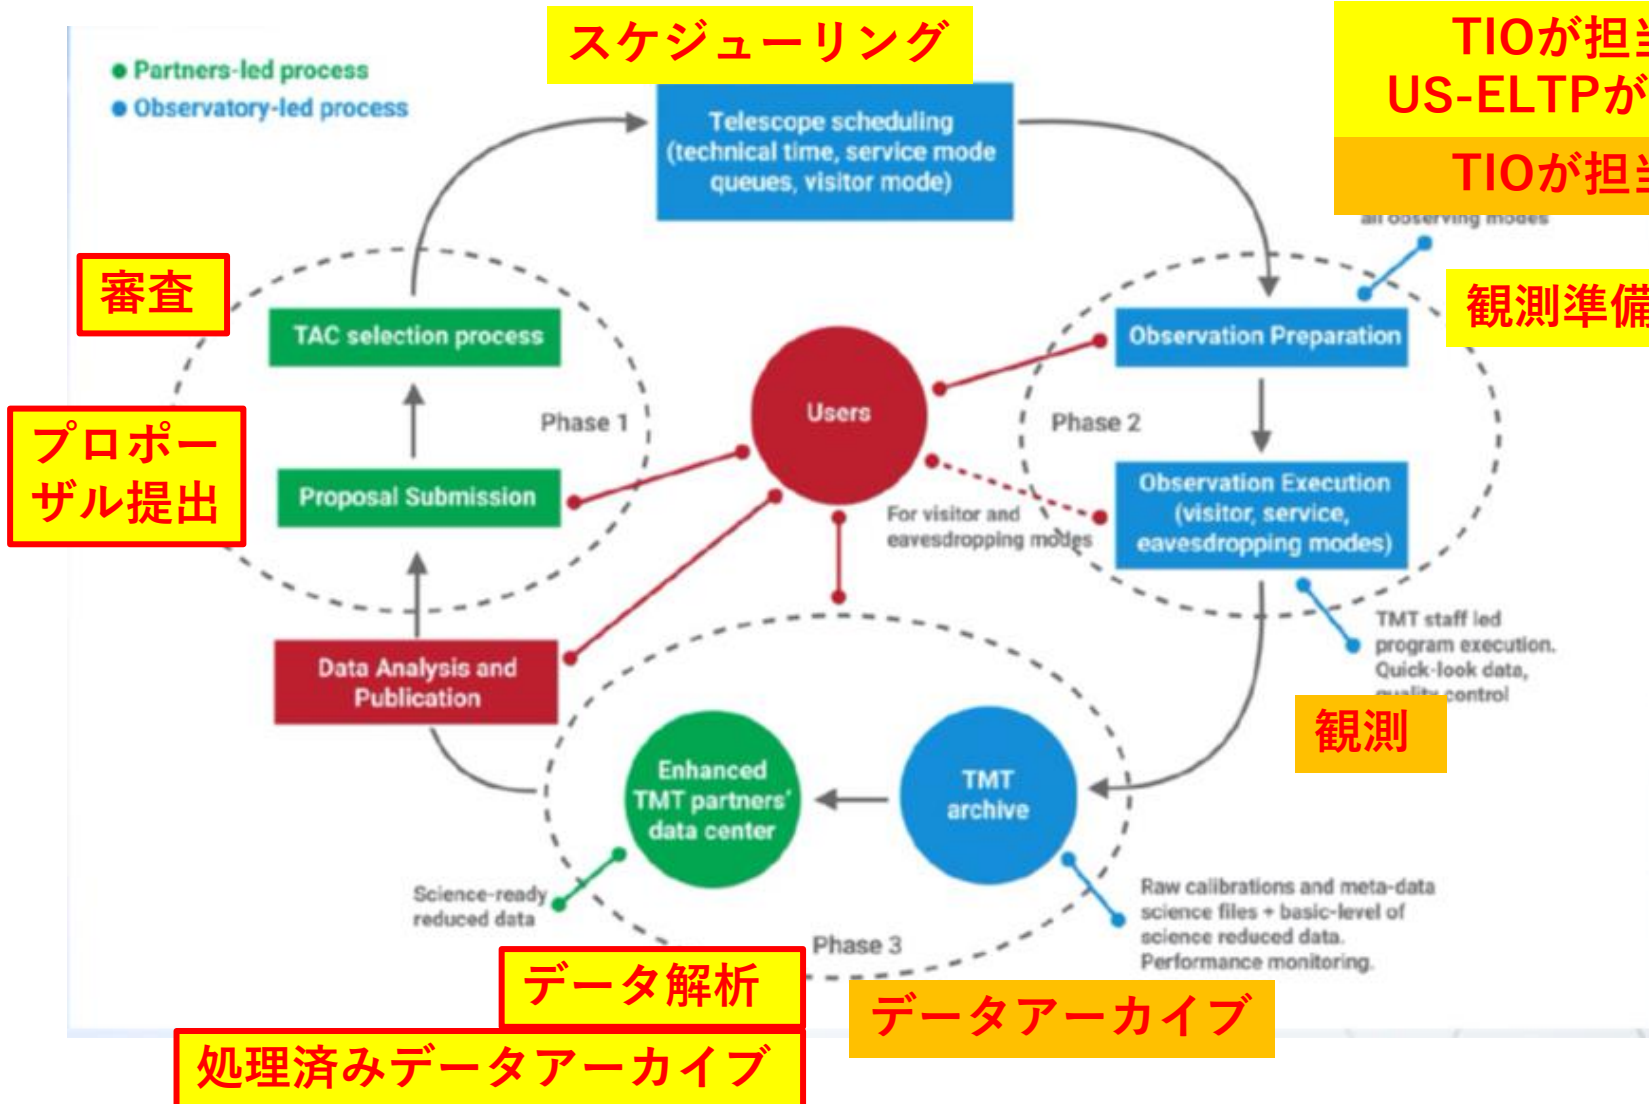 スケジューリング
TIOが担当
US-ELTPが
TIOが担当
Partners-led process
Observatory-led process
Telescope scheduling
(technical time, service mode
queues, visitor mode)
all observing modes
審査
観測準備
TAC selection process
Users
Observation Preparation
Phase 1
Phase 2
プロポー
ザル提出
Proposal Submission
For visitor and
eavesdropping modes
Observation Execution
(visitor, service,
eavesdropping modes)
TMT staff led
program execution.
Quick-look data,
quality control
観測
Data Analysis and
Publication
Enhanced
TMT partners'
data center
TMT
archive
Science-ready
reduced data
Raw calibrations and meta-data
science files + basic-level of
science reduced data.
Performance monitoring.
Phase 3
データ解析
データアーカイブ
処理済みデータアーカイブ